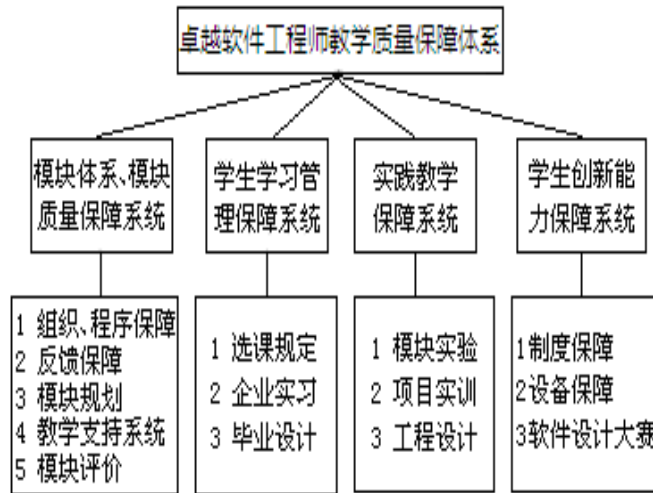 卓越软件工程师教学质量保障体系
模块体系、模块
质量保障系统
学生学习管
理保障系统
实践教学
保障系统
学生创新能
力保障系统
1 组织、程序保障
2 反馈保障
3 模块规划
4 教学支持系统
5 模块评价
1 选课规定
2 企业实习
3 毕业设计
1 模块实验
2 项目实训
3 工程设计
1制度保障
2设备保障
3软件设计大赛